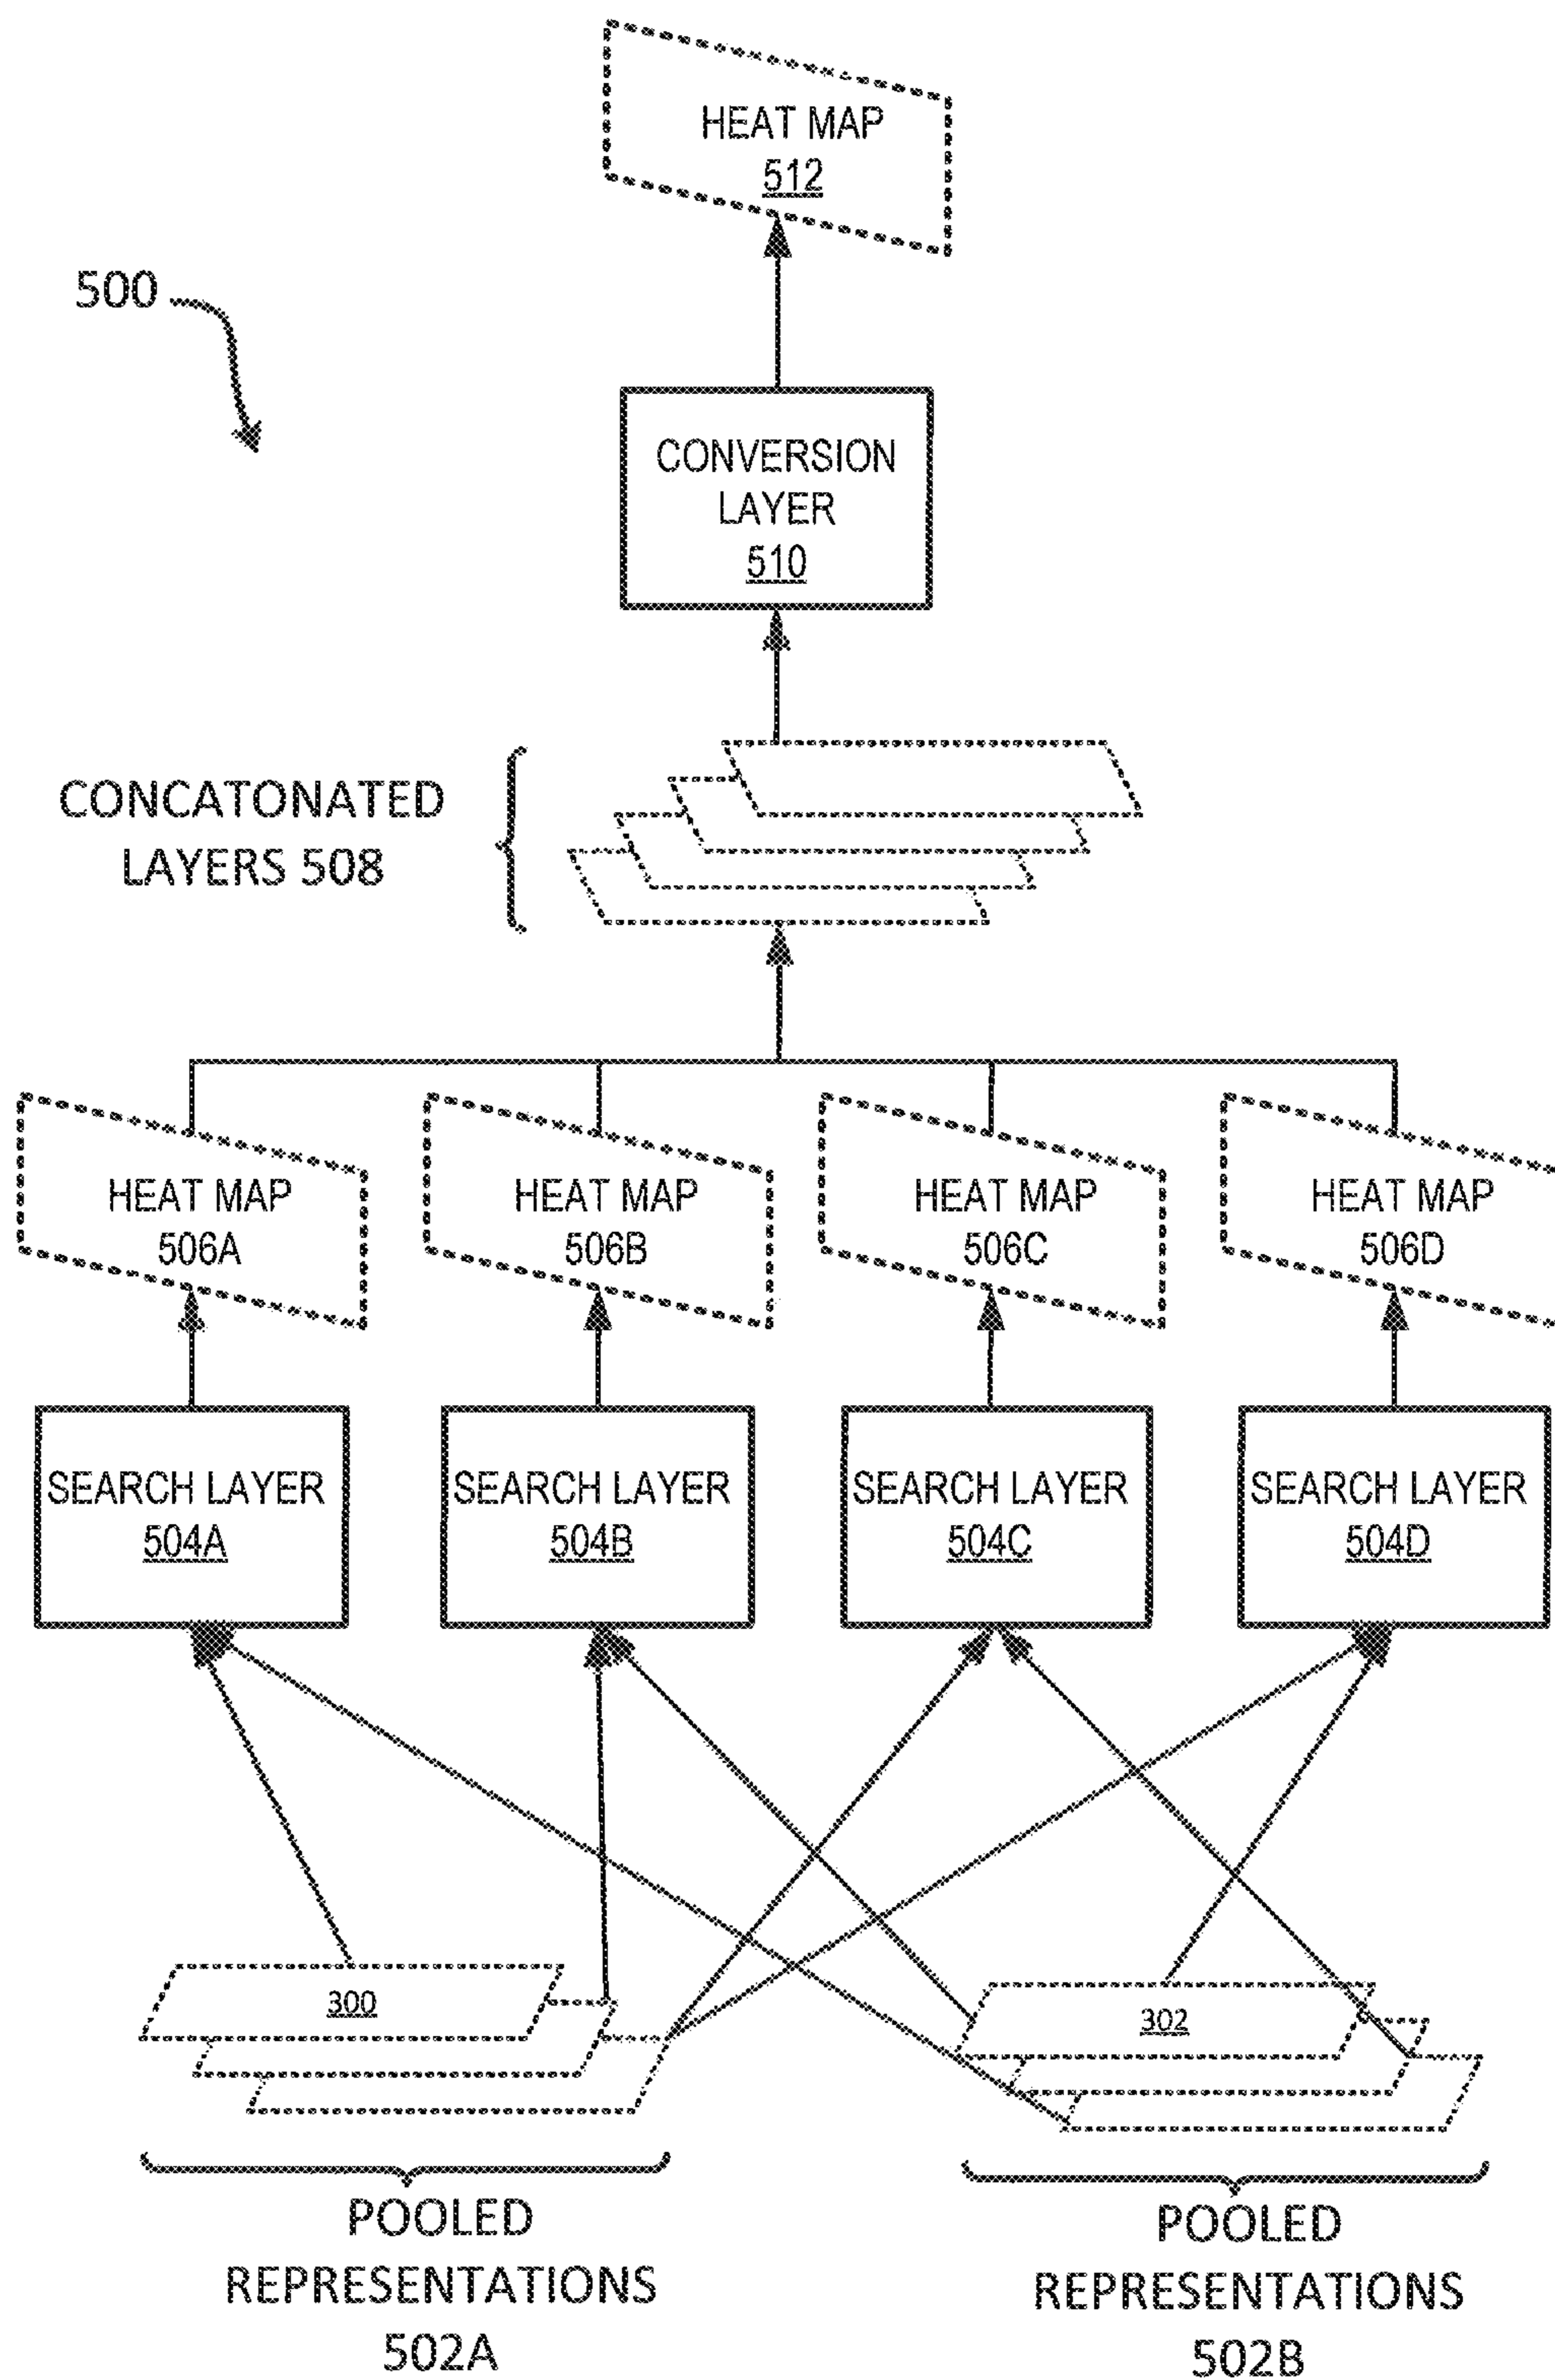 HEAT MAP
512
500
CONVERSION
LAYER
510
CONCATONATED
LAYERS 508
HEAT MAP
506A
HEAT MAP
506B
HEAT MAP
506C
HEAT MAP
506D
SEARCH LAYER
504A
SEARCH LAYER
504B
SEARCH LAYER
504C
SEARCH LAYER
504D
300
302
POOLED
REPRESENTATIONS
502A
POOLED
REPRESENTATIONS
502B